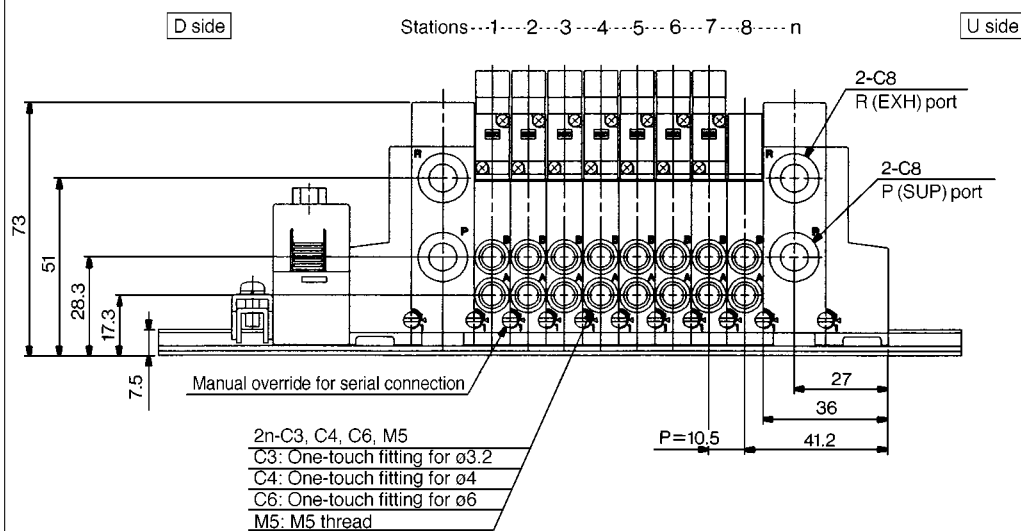 D side
Stations 1 2 3 4 5 6 7 8 n
U side
2-C8
R (EXH) port
2-C8
P (SUP) port
R
R
P
B B B B B B B B
A A A A A A A A
73
51
28.3
17.3
7.5
Manual override for serial connection
27
36
P=10.5
41.2
2n-C3, C4, C6, M5
C3: One-touch fitting for ø3.2
C4: One-touch fitting for ø4
C6: One-touch fitting for ø6
M5: M5 thread